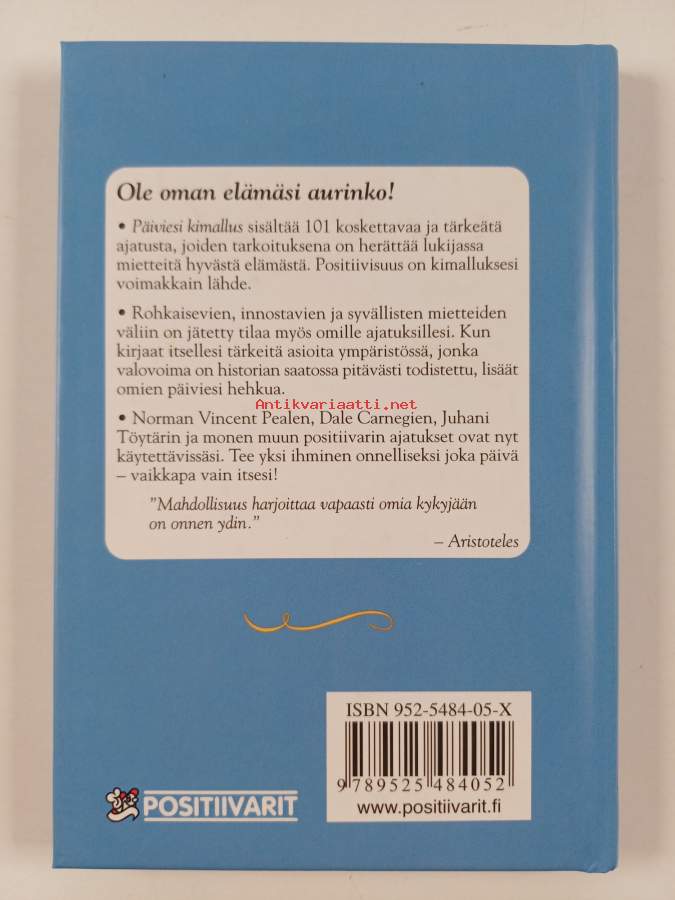 Ole oman elämäsi aurinko!
• Päiviesi kimallus sisältää 101 koskettavaa ja tärkeätä
ajatusta, joiden tarkoituksena on herättää lukijassa
mietteitä hyvästä elämästä. Positiivisuus on kimalluksesi
voimakkain lähde.
• Rohkaisevien, innostavien ja syvällisten mietteiden
väliin on jätetty tilaa myös omille ajatuksillesi. Kun
kirjaat itsellesi tärkeitä asioita ympäristössä, jonka
valovoima on historian saatossa pitävästi todistettu, lisäät
omien päiviesi hehkua.
Antikvariaatti.net
• Norman Vincent Pealen, Dale Carnegien, Juhani
Töytärin ja monen muun positiivarin ajatukset ovat nyt
käytettävissäsi. Tee yksi ihminen onnelliseksi joka päivä
– vaikkapa vain itsesi!
"Mahdollisuus harjoittaa vapaasti omia kykyjään
on onnen ydin."
– Aristoteles
ISBN 952-5484-05-X
9 789525 484052
www.positiivarit.fi
POSITIIVARIT